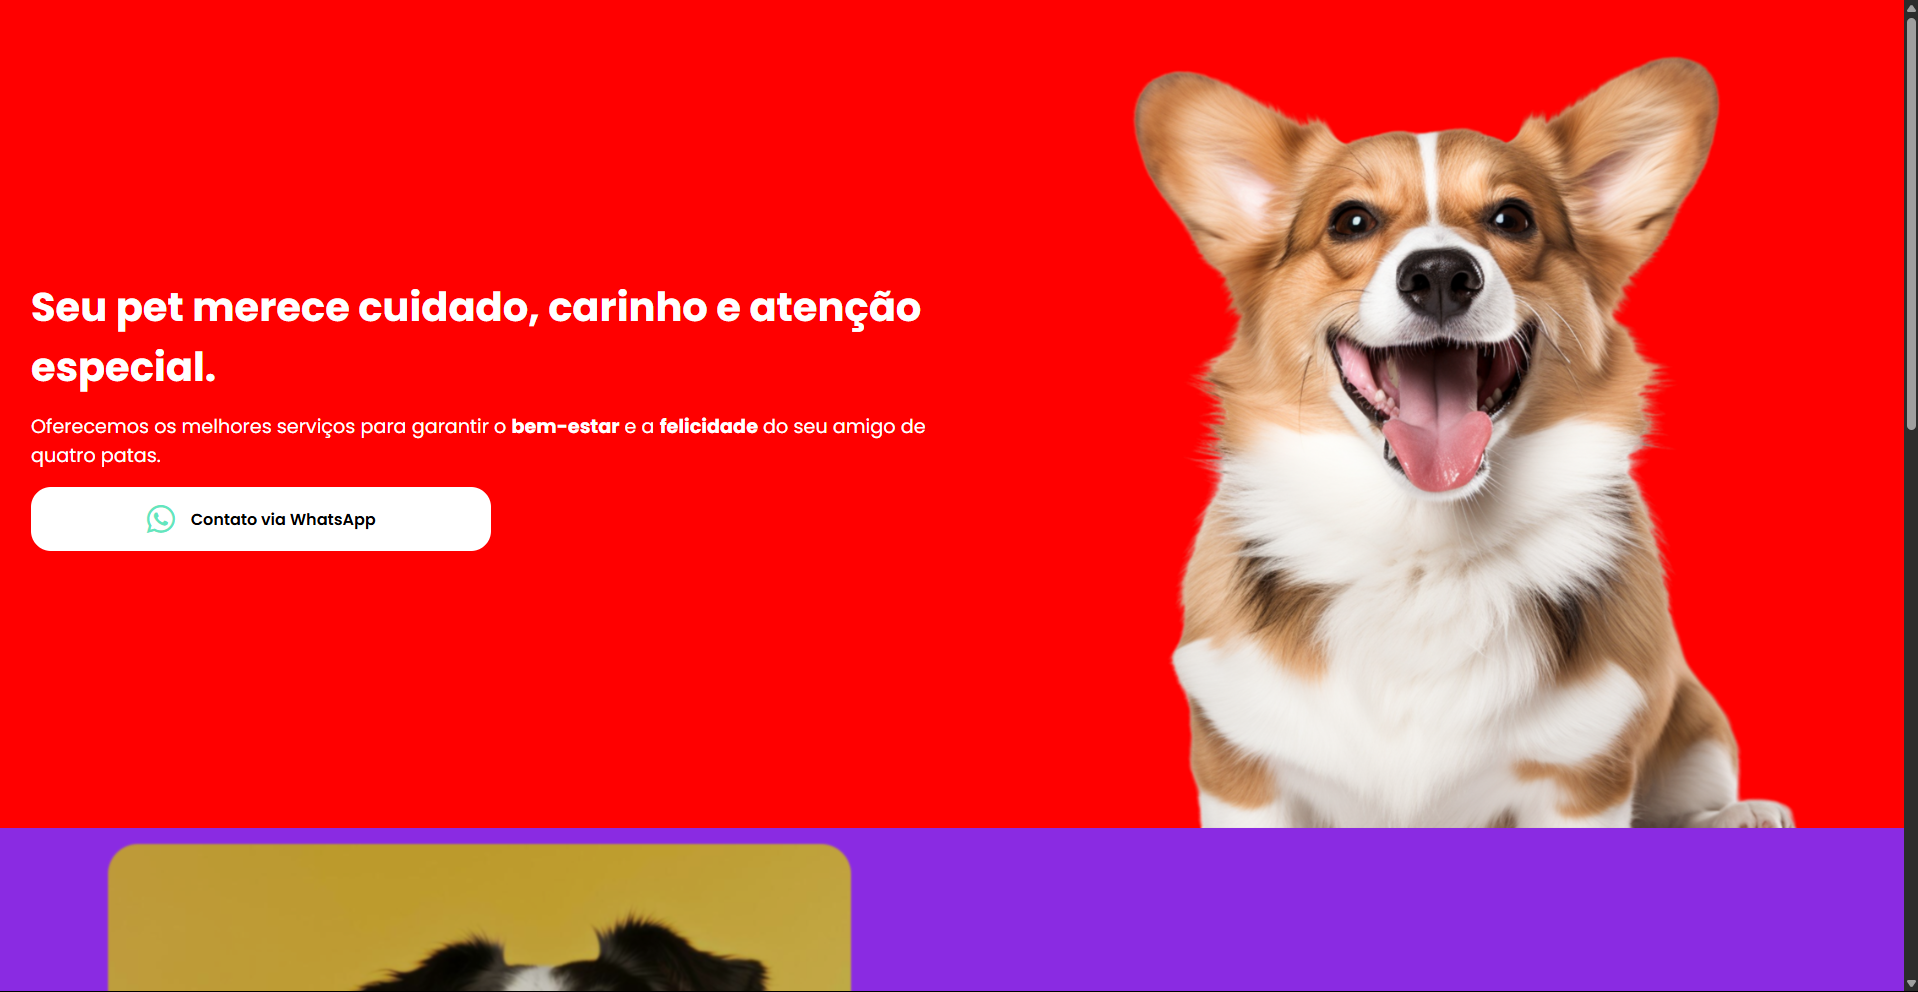 Seu pet merece cuidado, carinho e atenção
especial.
Oferecemos os melhores serviços para garantir o bem-estar e a felicidade do seu amigo de
quatro patas.
Contato via WhatsApp